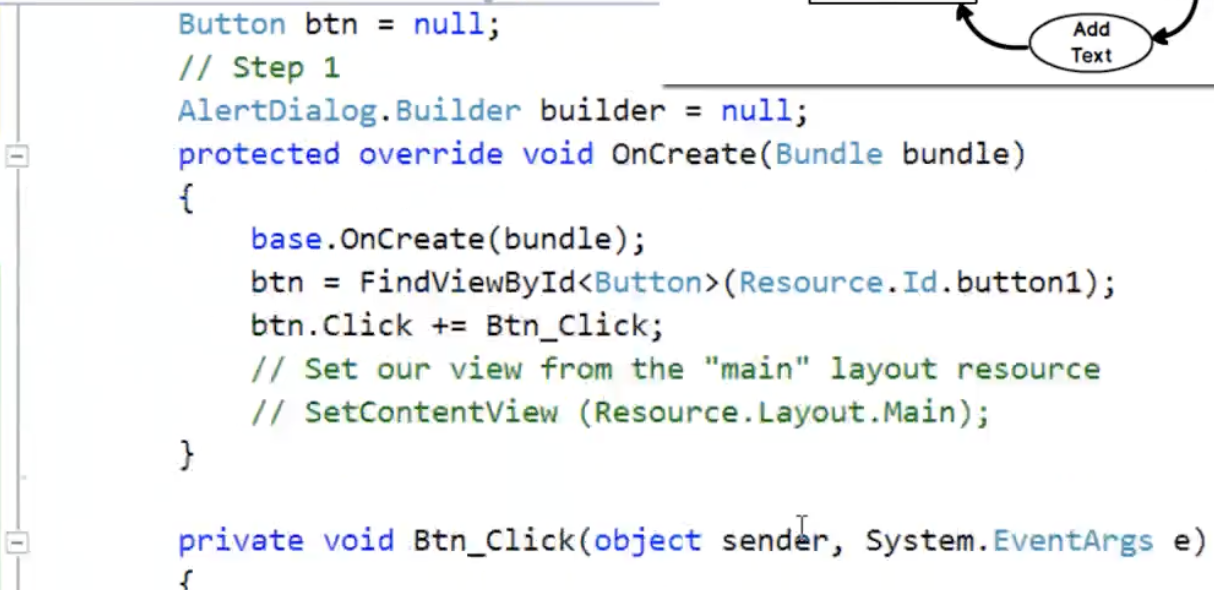 Button btn = null;
Add
Text
// Step 1
AlertDialog.Builder builder = null;
protected override void OnCreate(Bundle bundle)
{
base.OnCreate(bundle);
btn = FindViewById<Button>(Resource.Id.button1);
btn.Click += Btn_Click;
// Set our view from the "main" layout resource
// SetContentView (Resource.Layout.Main);
}
private void Btn_Click(object sender, System.EventArgs e)
{